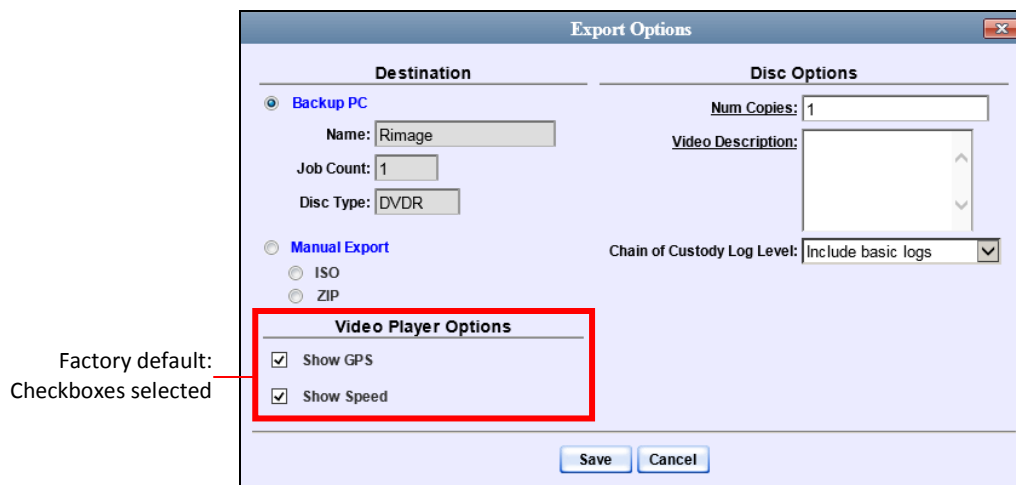 Export Options
Destination
Backup PC
Name: Rimage
Job Count: 1
Disc Type: DVDR
Manual Export
ISO
ZIP
Video Player Options
Show GPS
Show Speed
Disc Options
Num Copies: 1
Video Description:
Chain of Custody Log Level: Include basic logs
Save Cancel
Factory default:
Checkboxes selected